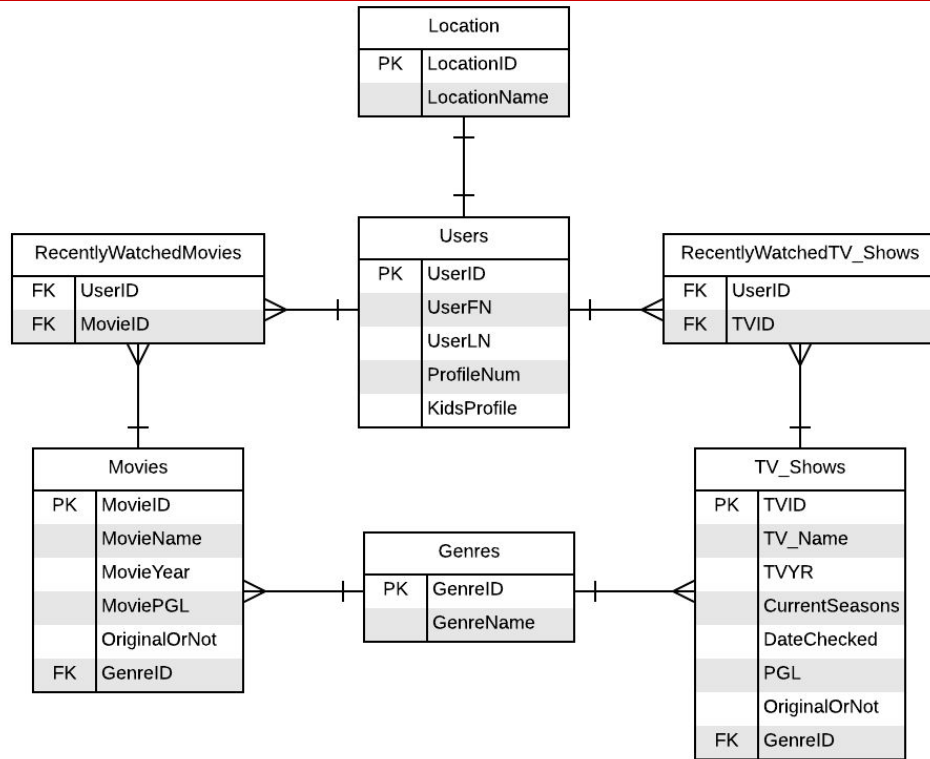 Location
PK LocationID
LocationName
Users
PK UserID
UserFN
UserLN
ProfileNum
KidsProfile
RecentlyWatchedMovies
FK UserID
FK MovieID
RecentlyWatchedTV_Shows
FK UserID
FK TVID
Movies
PK MovieID
MovieName
MovieYear
MoviePGL
OriginalOrNot
FK GenreID
Genres
PK GenreID
GenreName
TV_Shows
PK TVID
TV_Name
TVYR
CurrentSeasons
DateChecked
PGL
OriginalOrNot
FK GenreID